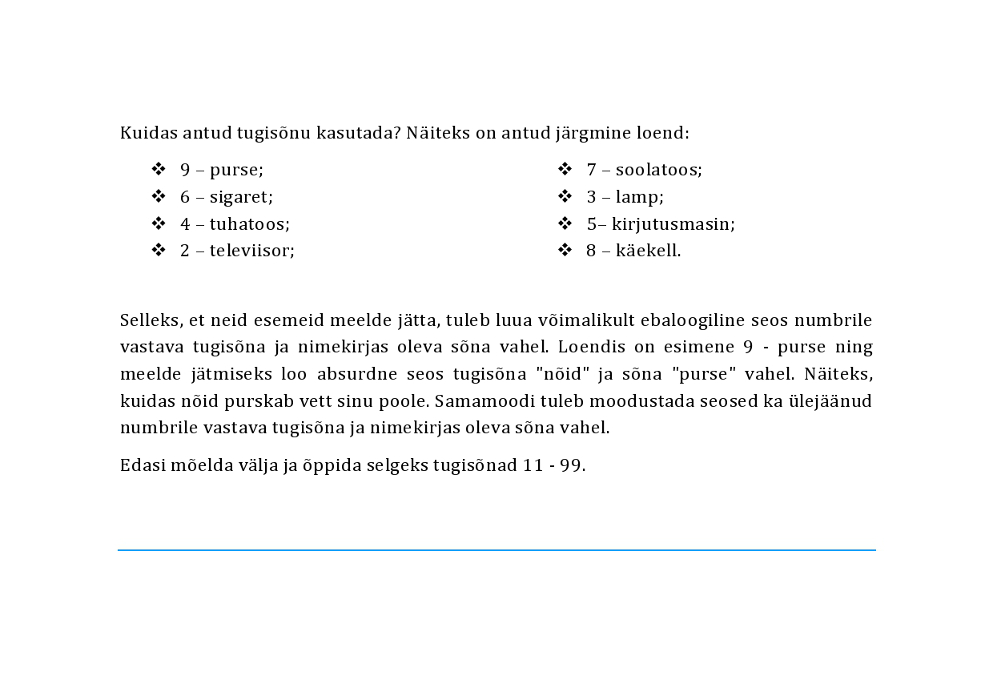 Kuidas antud tugisõnu kasutada? Näiteks on antud järgmine loend:
❖ 9 – purse;
❖ 6 – sigaret;
❖ 4 – tuhatoos;
❖ 2 – televiisor;
❖ 7 – soolatoos;
❖ 3 – lamp;
❖ 5– kirjutusmasin;
❖ 8 – käekell.
Selleks, et neid esemeid meelde jätta, tuleb luua võimalikult ebaloogiline seos numbrile
vastava tugisõna ja nimekirjas oleva sõna vahel. Loendis on esimene 9 - purse ning
meelde jätmiseks loo absurdne seos tugisõna "nõid" ja sõna "purse" vahel. Näiteks,
kuidas nõid purskab vett sinu poole. Samamoodi tuleb moodustada seosed ka ülejäänud
numbrile vastava tugisõna ja nimekirjas oleva sõna vahel.
Edasi mõelda välja ja õppida selgeks tugisõnad 11 - 99.